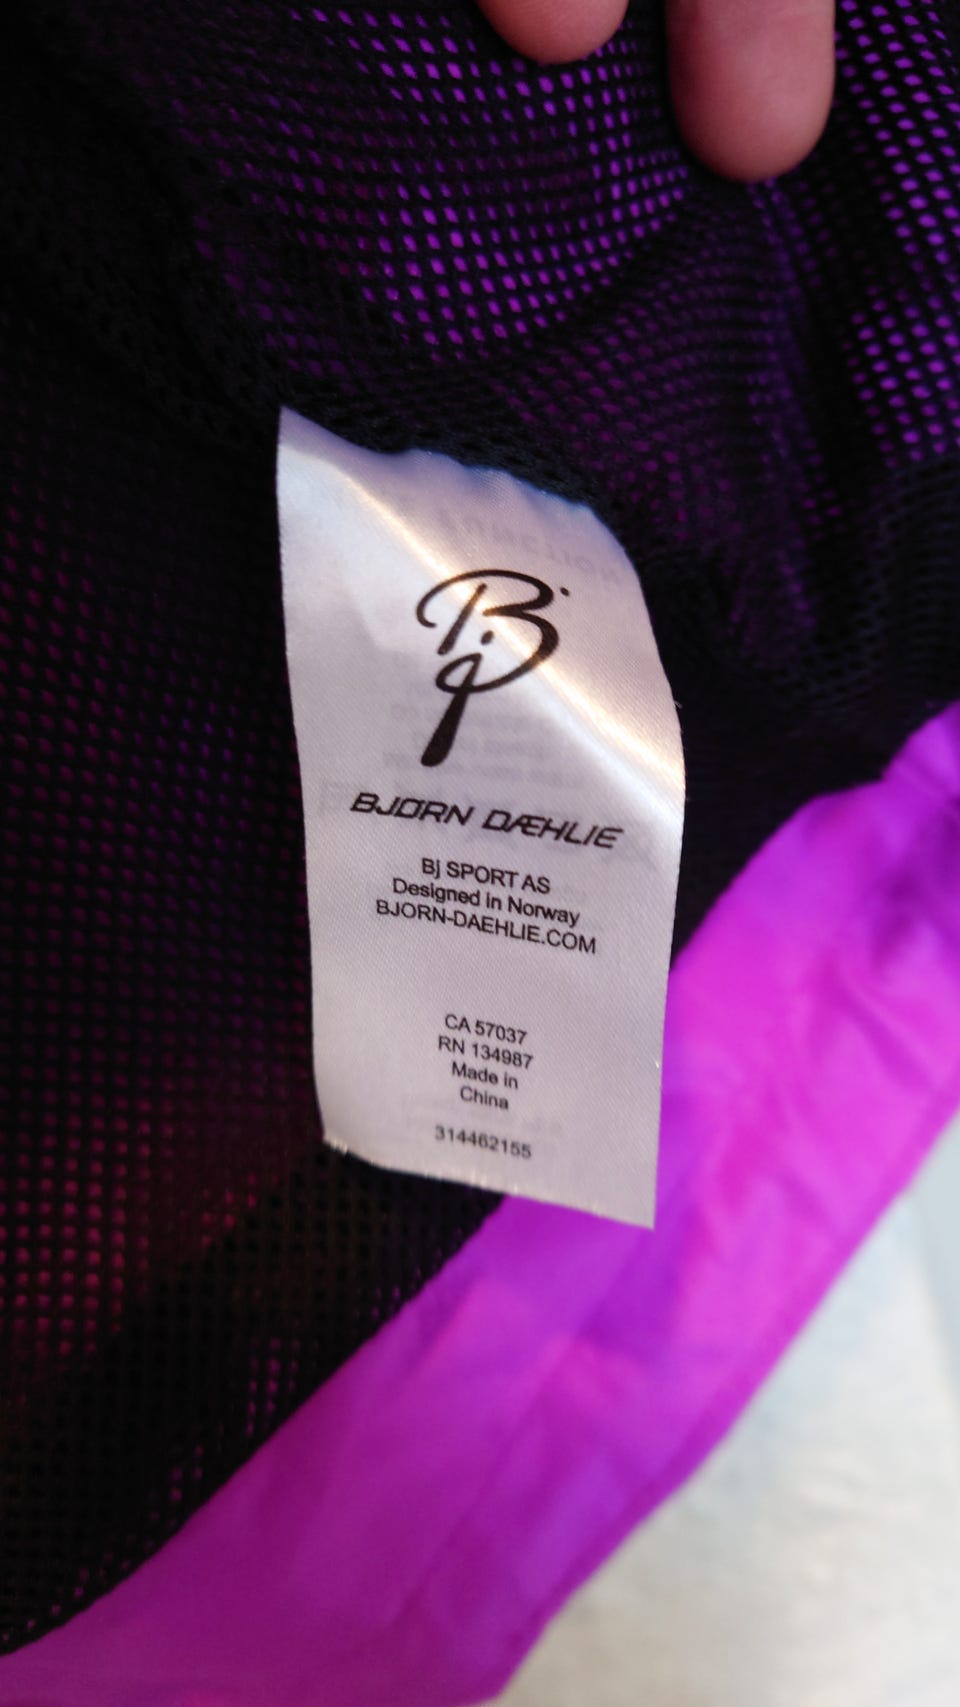 Bj
BJØRN DÆHLIE
Bj SPORT AS
Designed in Norway
BJORN-DAEHLIE.COM
CA 57037
RN 134987
Made in
China
314462155